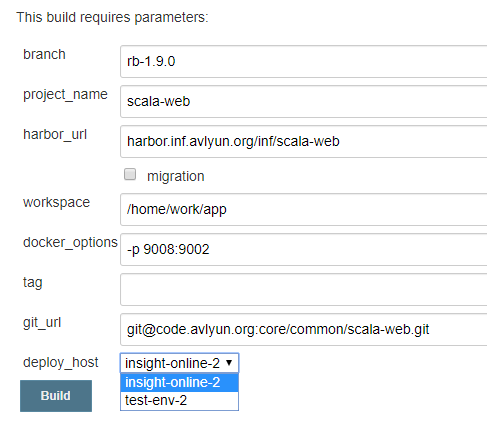 This build requires parameters:
branch
rb-1.9.0
project_name
scala-web
harbor_url
harbor.inf.avlyun.org/inf/scala-web
migration
workspace
/home/work/app
docker_options
-p 9008:9002
tag
git_url
git@code.avlyun.org:core/common/scala-web.git
deploy_host
insight-online-2
insight-online-2
test-env-2
Build